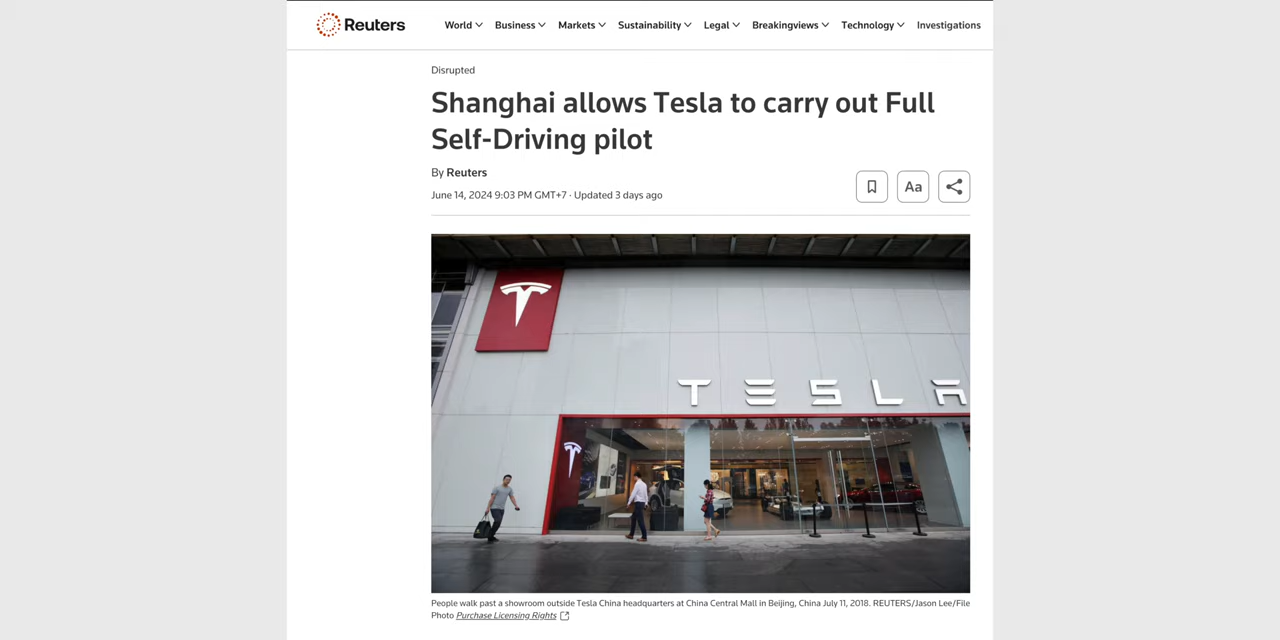 Reuters
World Business Markets Sustainability Legal Breakingviews Technology Investigations
Disrupted
Shanghai allows Tesla to carry out Full
Self-Driving pilot
By Reuters
June 14, 2024 9:03 PM GMT+7 · Updated 3 days ago
Aa
TESLA
People walk past a showroom outside Tesla China headquarters at China Central Mall in Beijing, China July 11, 2018. REUTERS/Jason Lee/File
Photo Purchase Licensing Rights